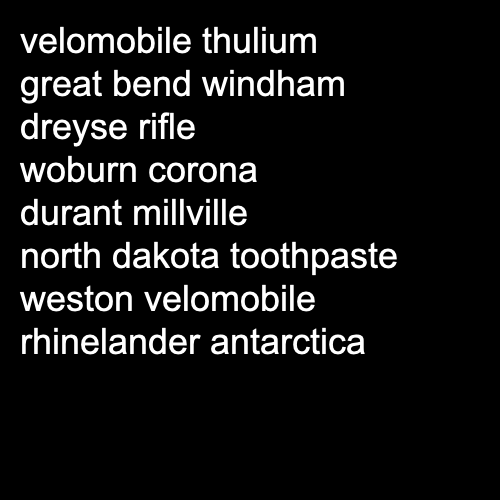 velomobile thulium
great bend windham
dreyse rifle
woburn corona
durant millville
north dakota toothpaste
weston velomobile
rhinelander antarctica